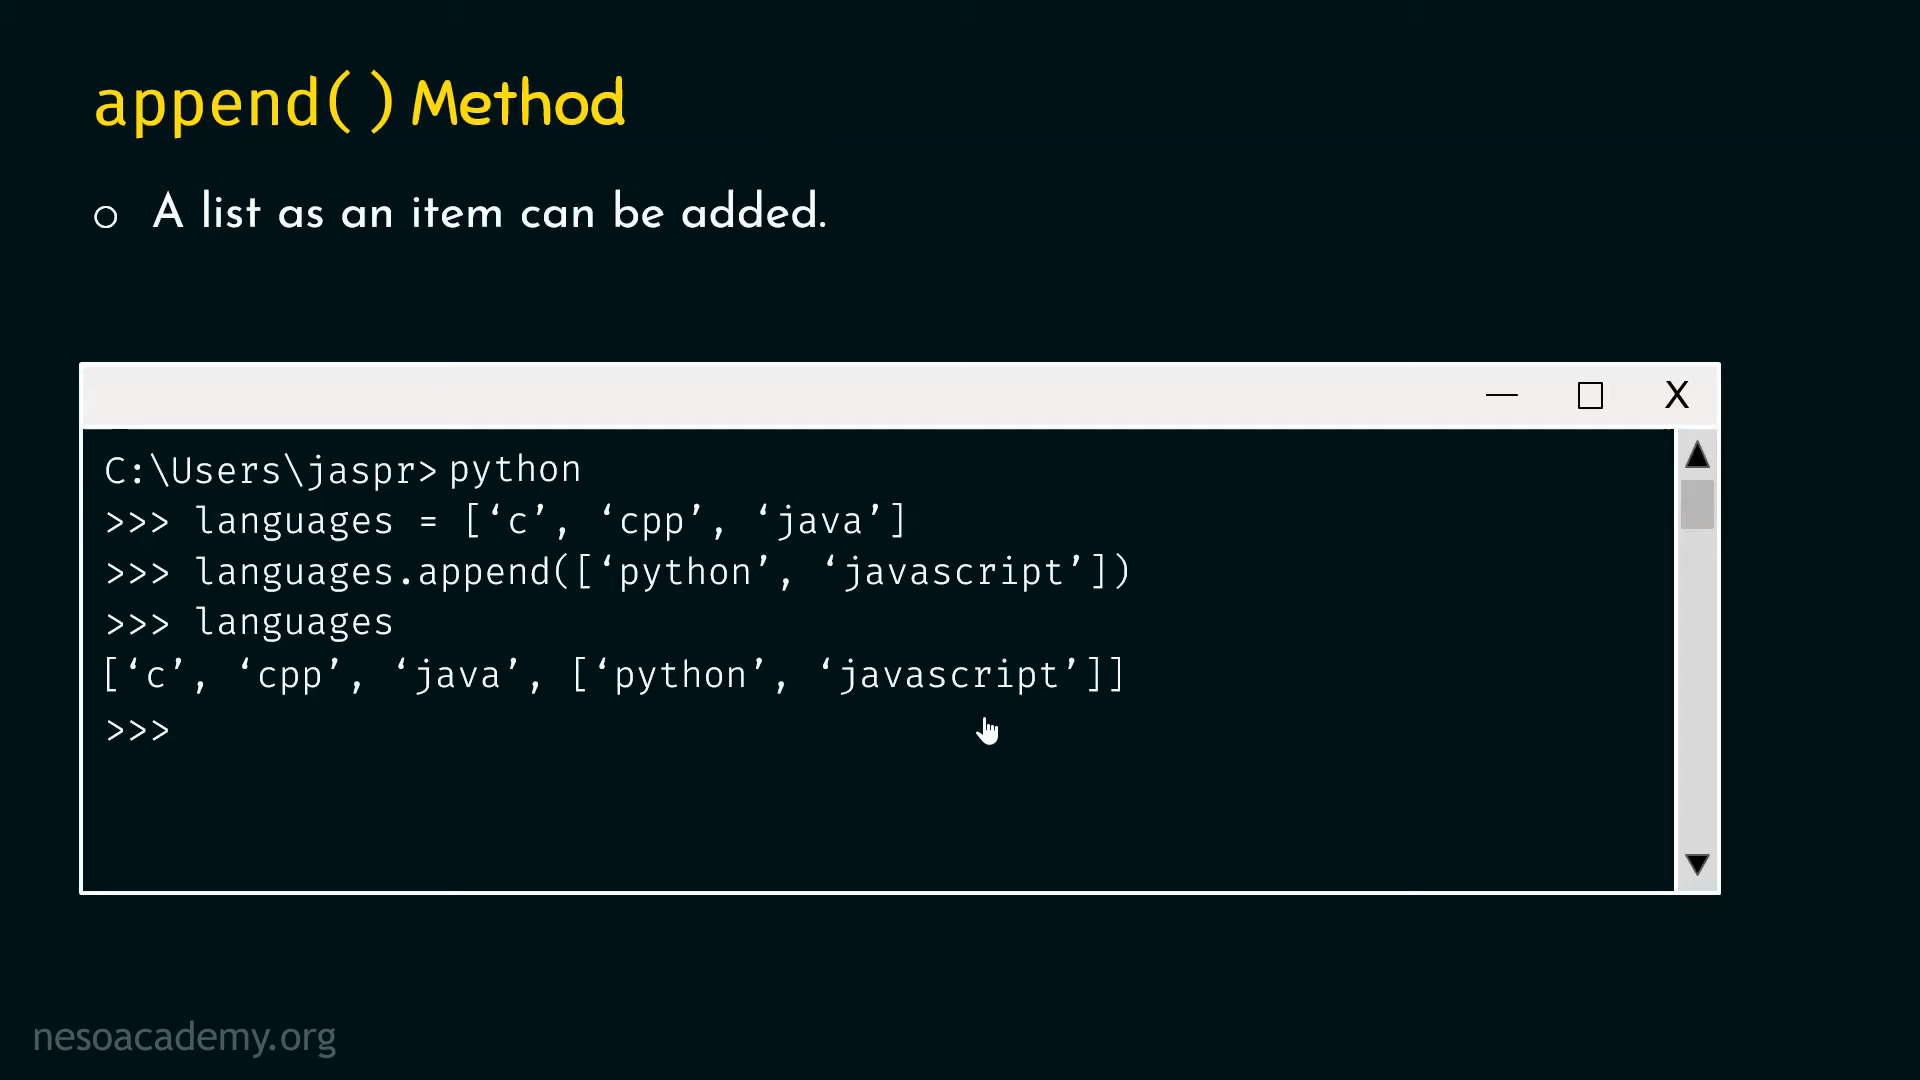 append() Method
○ A list as an item can be added.
— □ X
C:\Users\jaspr> python
>>> languages = [‘c’, ‘cpp’, ‘java’]
>>> languages.append([‘python’, ‘javascript’])
>>> languages
[‘c’, ‘cpp’, ‘java’, [‘python’, ‘javascript’]]
>>>
nesoacademy.org